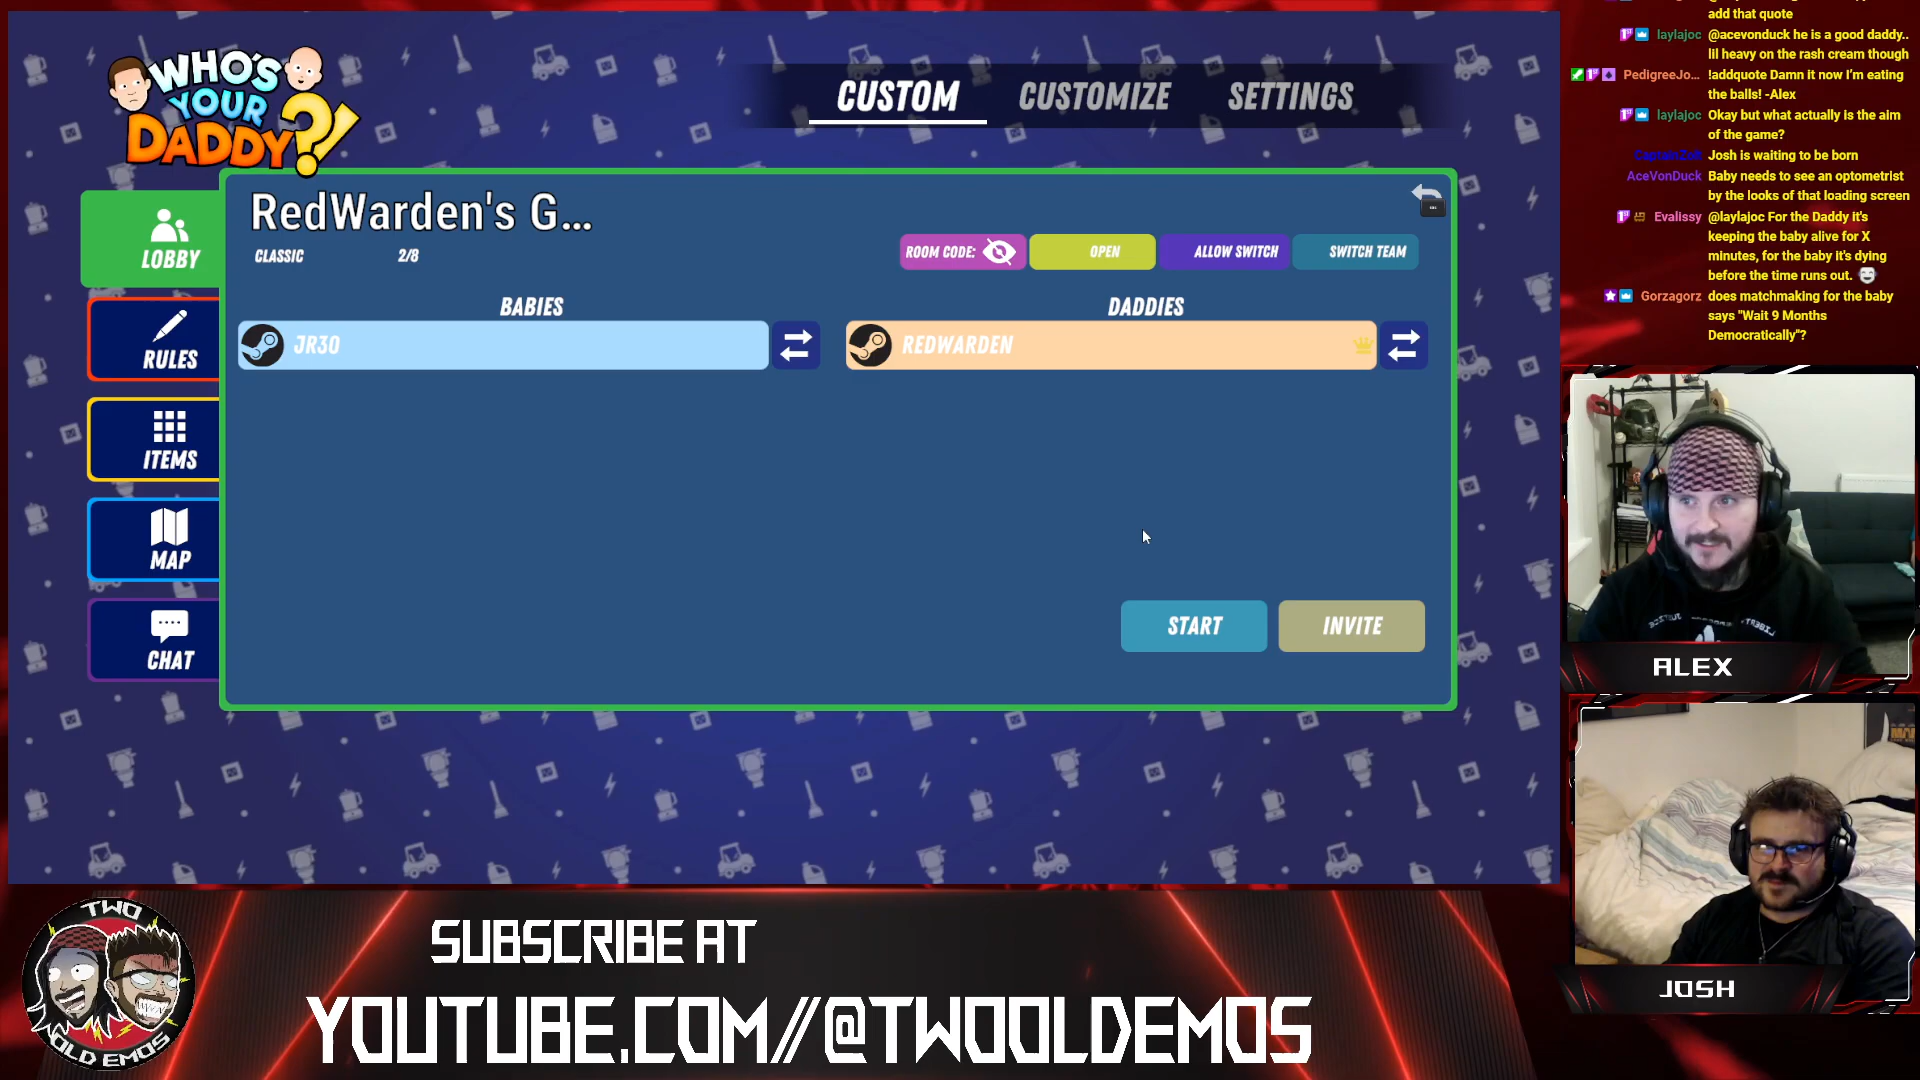 WHO'S
YOUR
DADDY?!
CUSTOM
CUSTOMIZE
SETTINGS
RedWarden's G...
CLASSIC
2/8
ROOM CODE:
OPEN
ALLOW SWITCH
SWITCH TEAM
LOBBY
RULES
ITEMS
MAP
CHAT
BABIES
JR30
DADDIES
REDWARDEN
START
INVITE
add that quote
laylajoc @acevonduck he is a good daddy..
lil heavy on the rash cream though
PedigreeJo... !addquote Damn it now I'm eating
the balls! -Alex
laylajoc Okay but what actually is the aim
of the game?
CaptainZoll Josh is waiting to be born
AceVonDuck Baby needs to see an optometrist
by the looks of that loading screen
Evalissy @laylajoc For the Daddy it's
keeping the baby alive for X
minutes, for the baby it's dying
before the time runs out.
Gorzagorz does matchmaking for the baby
says "Wait 9 Months
Democratically"?
ALEX
JOSH
TWO
OLD EMOS
SUBSCRIBE AT
YOUTUBE.COM//@TWOOLDEMOS